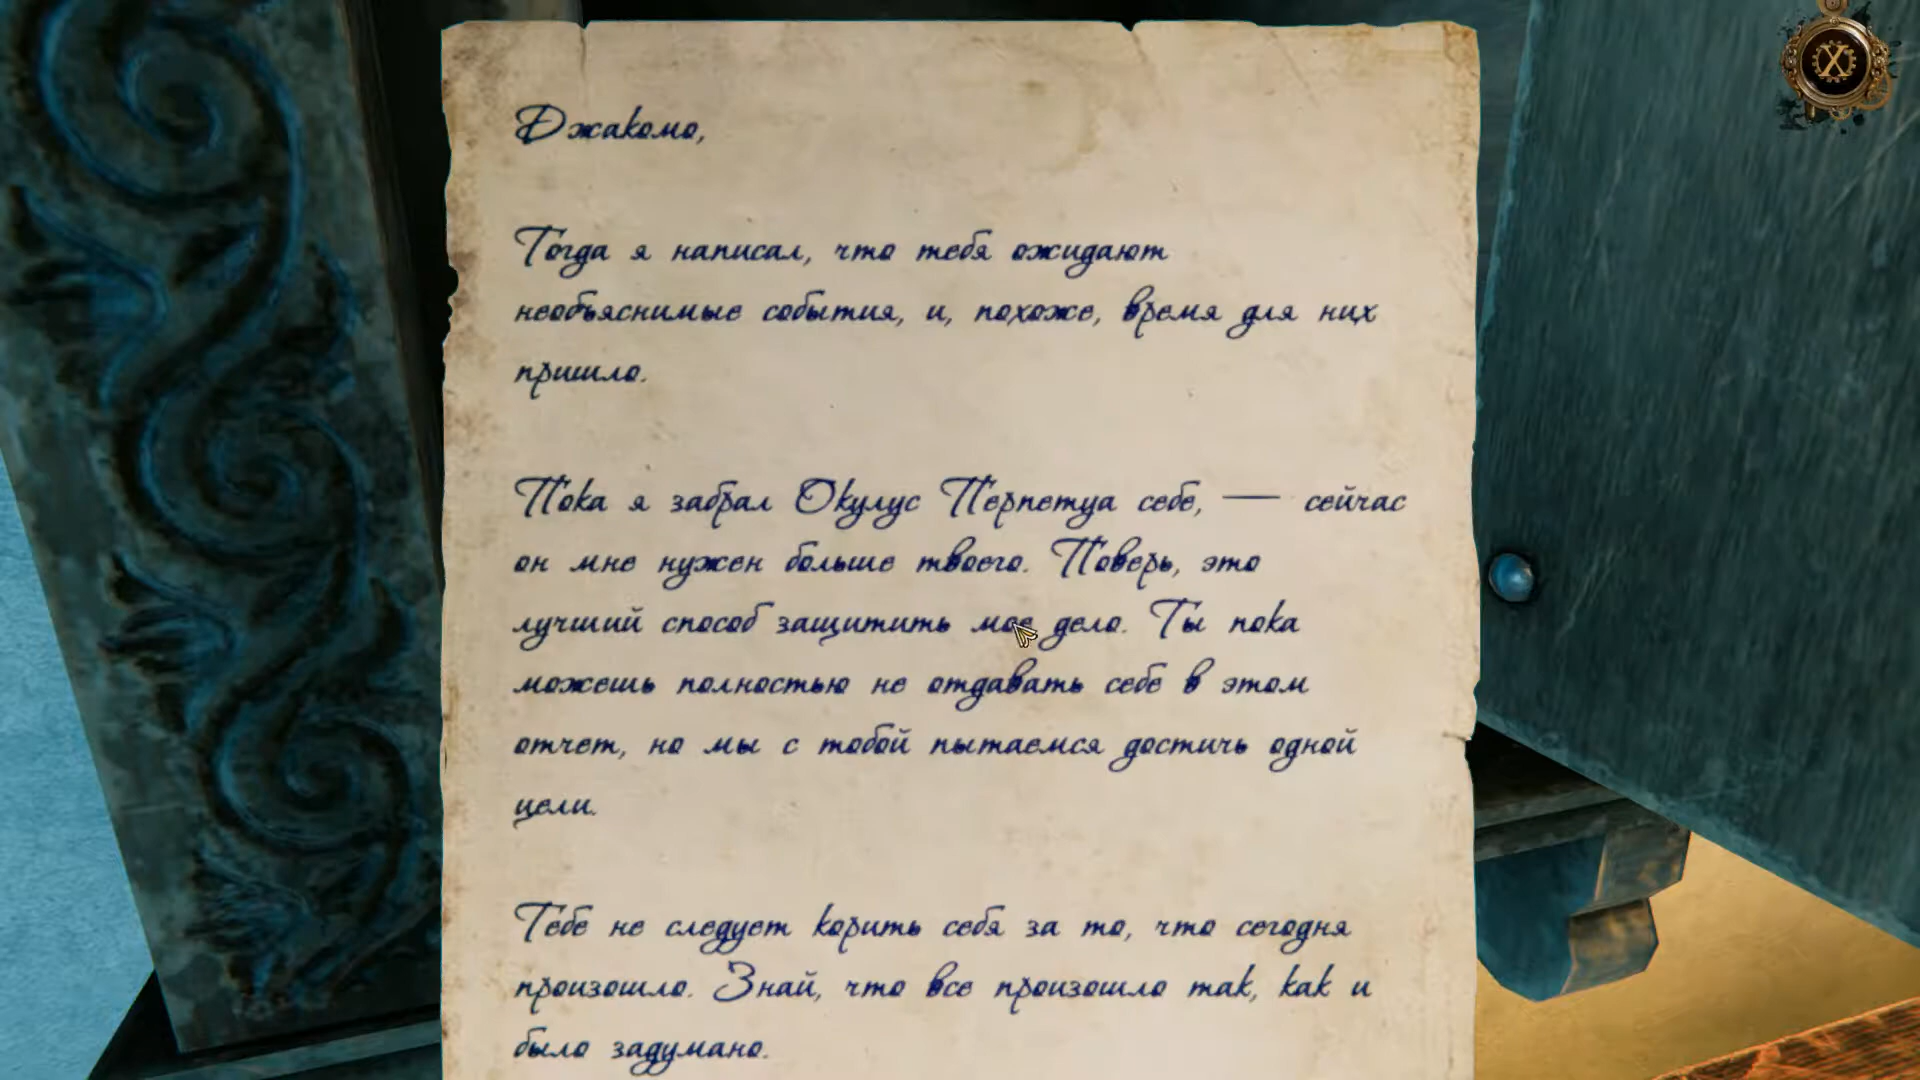 Джакомо,
Тогда я написал, что тебя ожидают
необъяснимые события, и, похоже, время для них
пришло.
Пока я забрал Окулус Перпетуа себе, — сейчас
он мне нужен больше твоего. Поверь, это
лучший способ защитить мое дело. Ты пока
можешь полностью не отдавать себе в этом
отчет, но мы с тобой пытаемся достичь одной
цели.
Тебе не следует корить себя за то, что сегодня
произошло. Знай, что все произошло так, как и
было задумано.